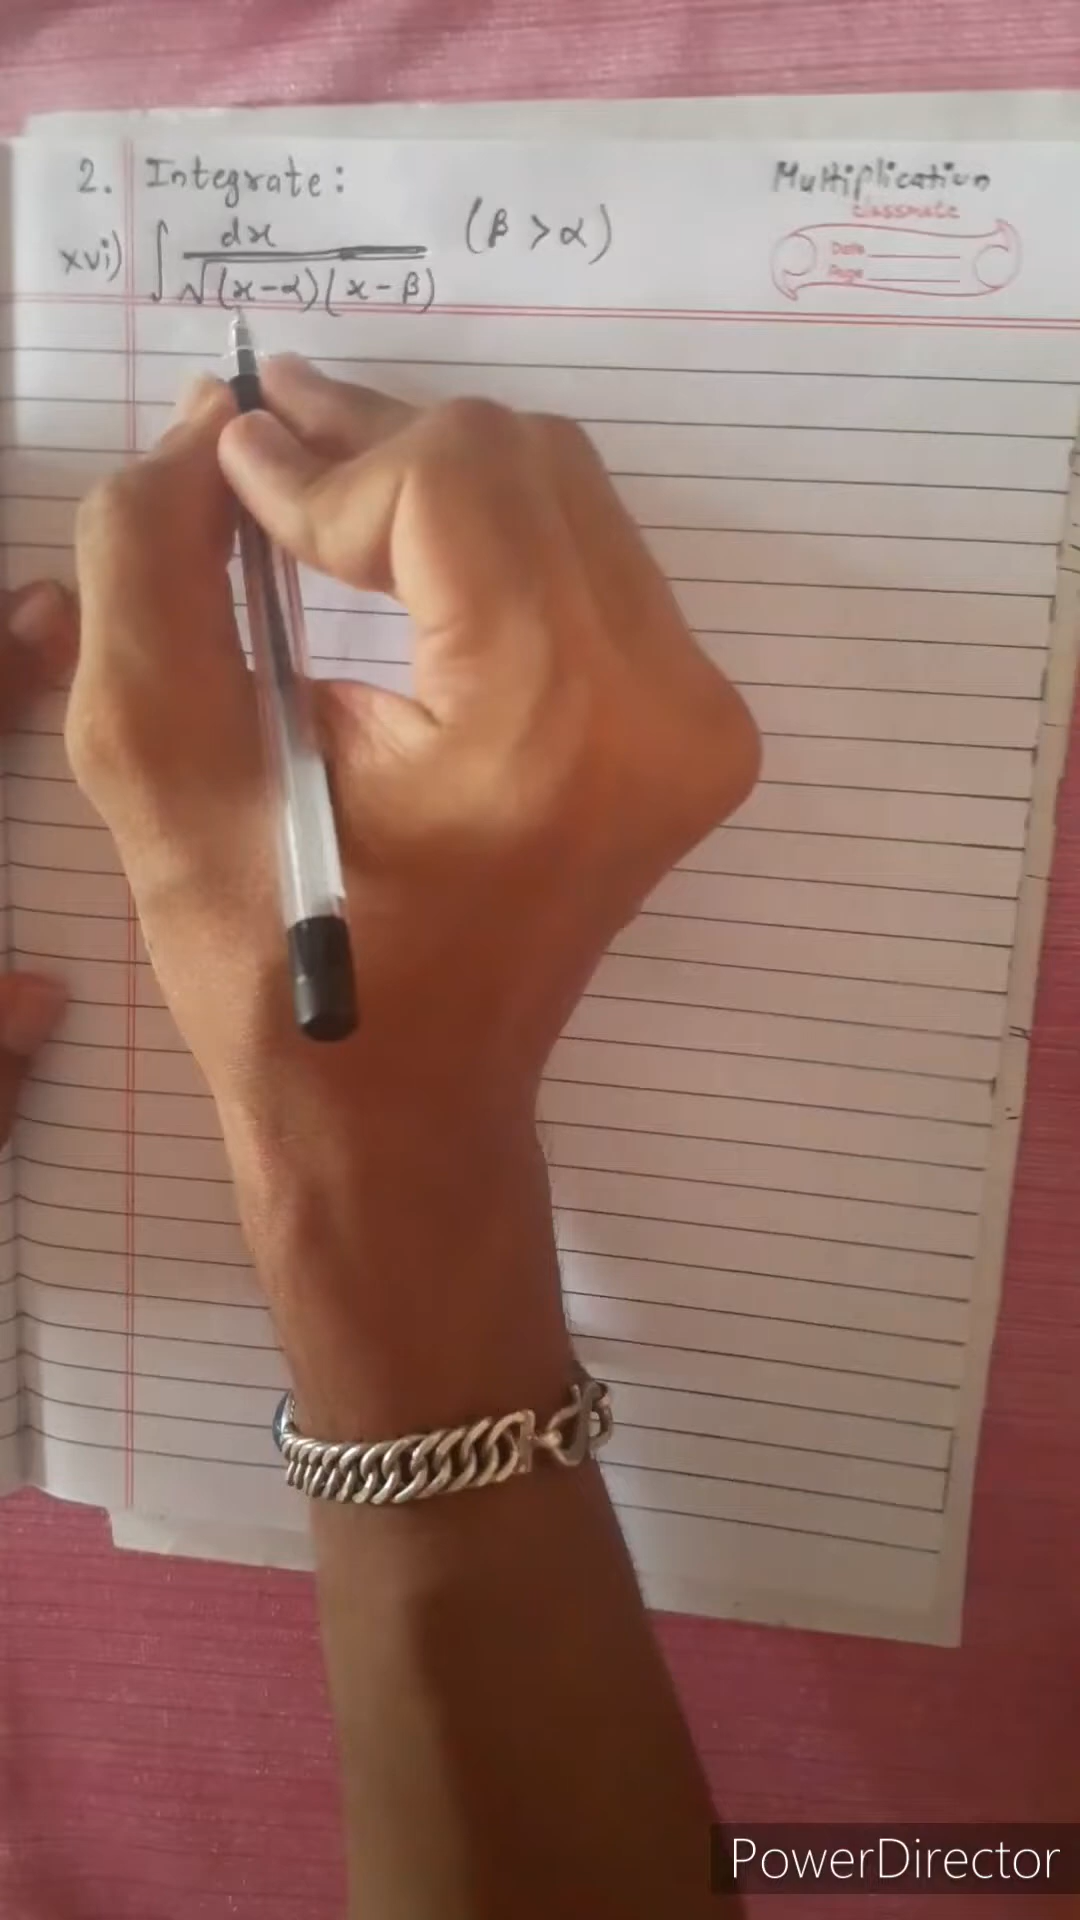 2. Integrate:
xvi) ∫ dx / √(x-α)(x-β) (β > α)
Multiplication
classmate
Date
Page
PowerDirector